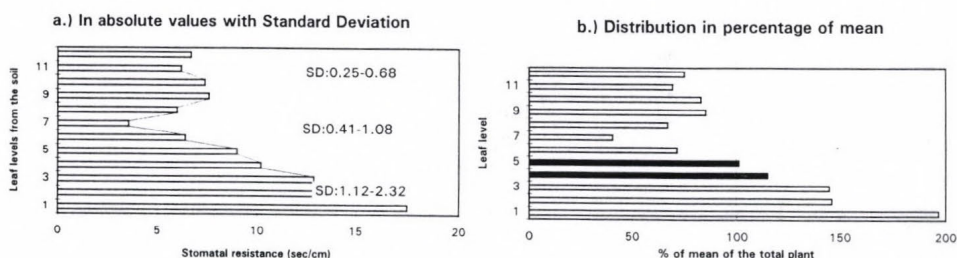 a.) In absolute values with Standard Deviation
Leaf levels from the soil
11
9
7
5
3
1
SD:0.25-0.68
SD:0.41-1.08
SD:1.12-2.32
0
5
10
15
20
Stomatal resistance (sec/cm)
b.) Distribution in percentage of mean
Leaf level
11
9
7
5
3
1
0
50
100
150
200
% of mean of the total plant